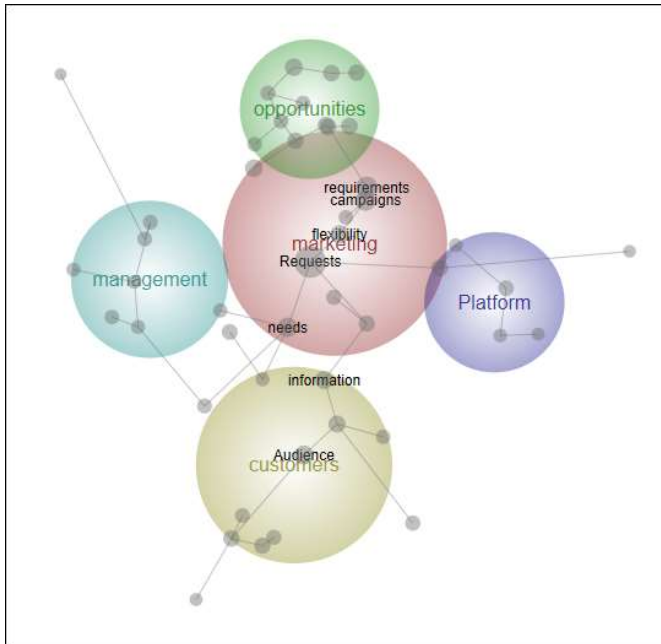 opportunities
requirements
campaigns
flexibility
marketing
Requests
management
Platform
needs
information
Audience
customers